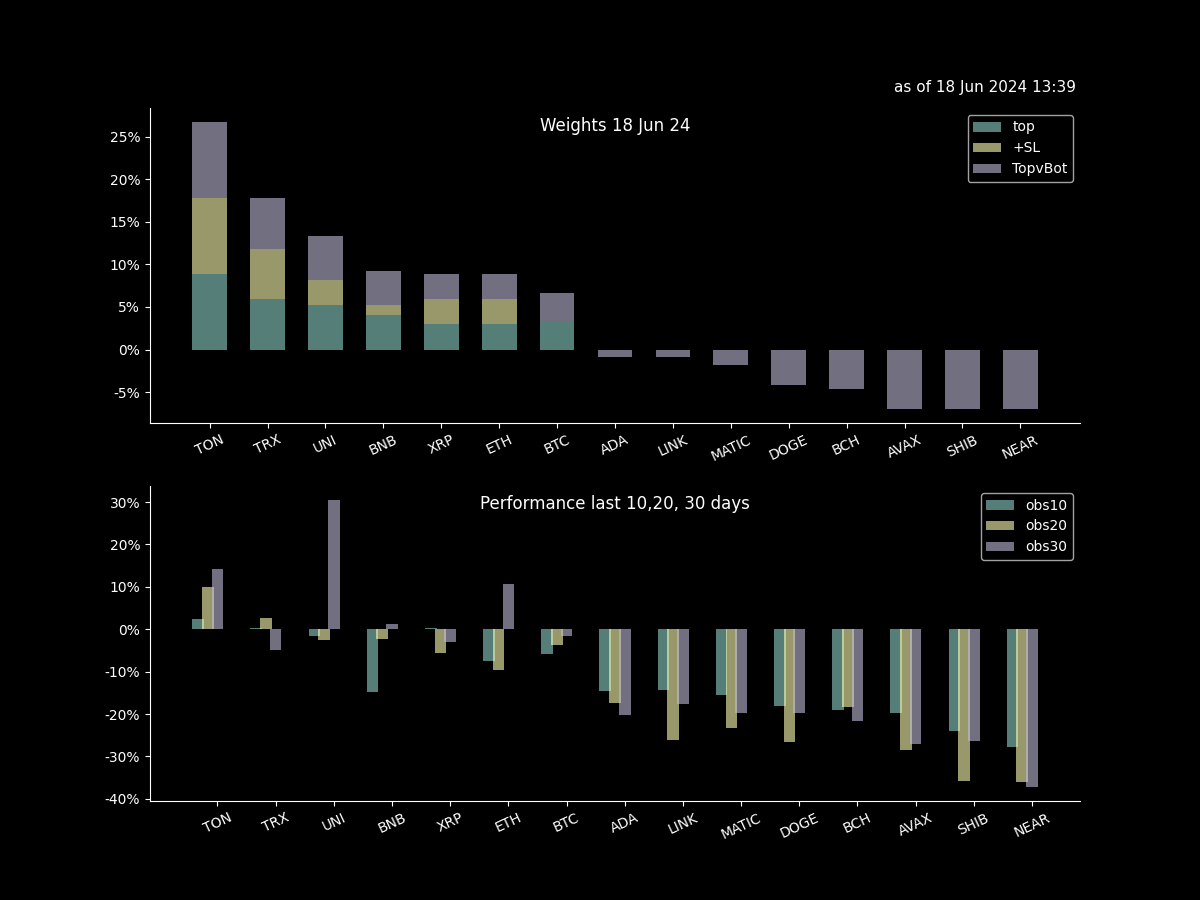 as of 18 Jun 2024 13:39
Weights 18 Jun 24
top
+SL
TopvBot
25%
20%
15%
10%
5%
0%
-5%
TON TRX UNI BNB XRP ETH BTC ADA LINK MATIC DOGE BCH AVAX SHIB NEAR
Performance last 10,20, 30 days
obs10
obs20
obs30
30%
20%
10%
0%
-10%
-20%
-30%
-40%
TON TRX UNI BNB XRP ETH BTC ADA LINK MATIC DOGE BCH AVAX SHIB NEAR